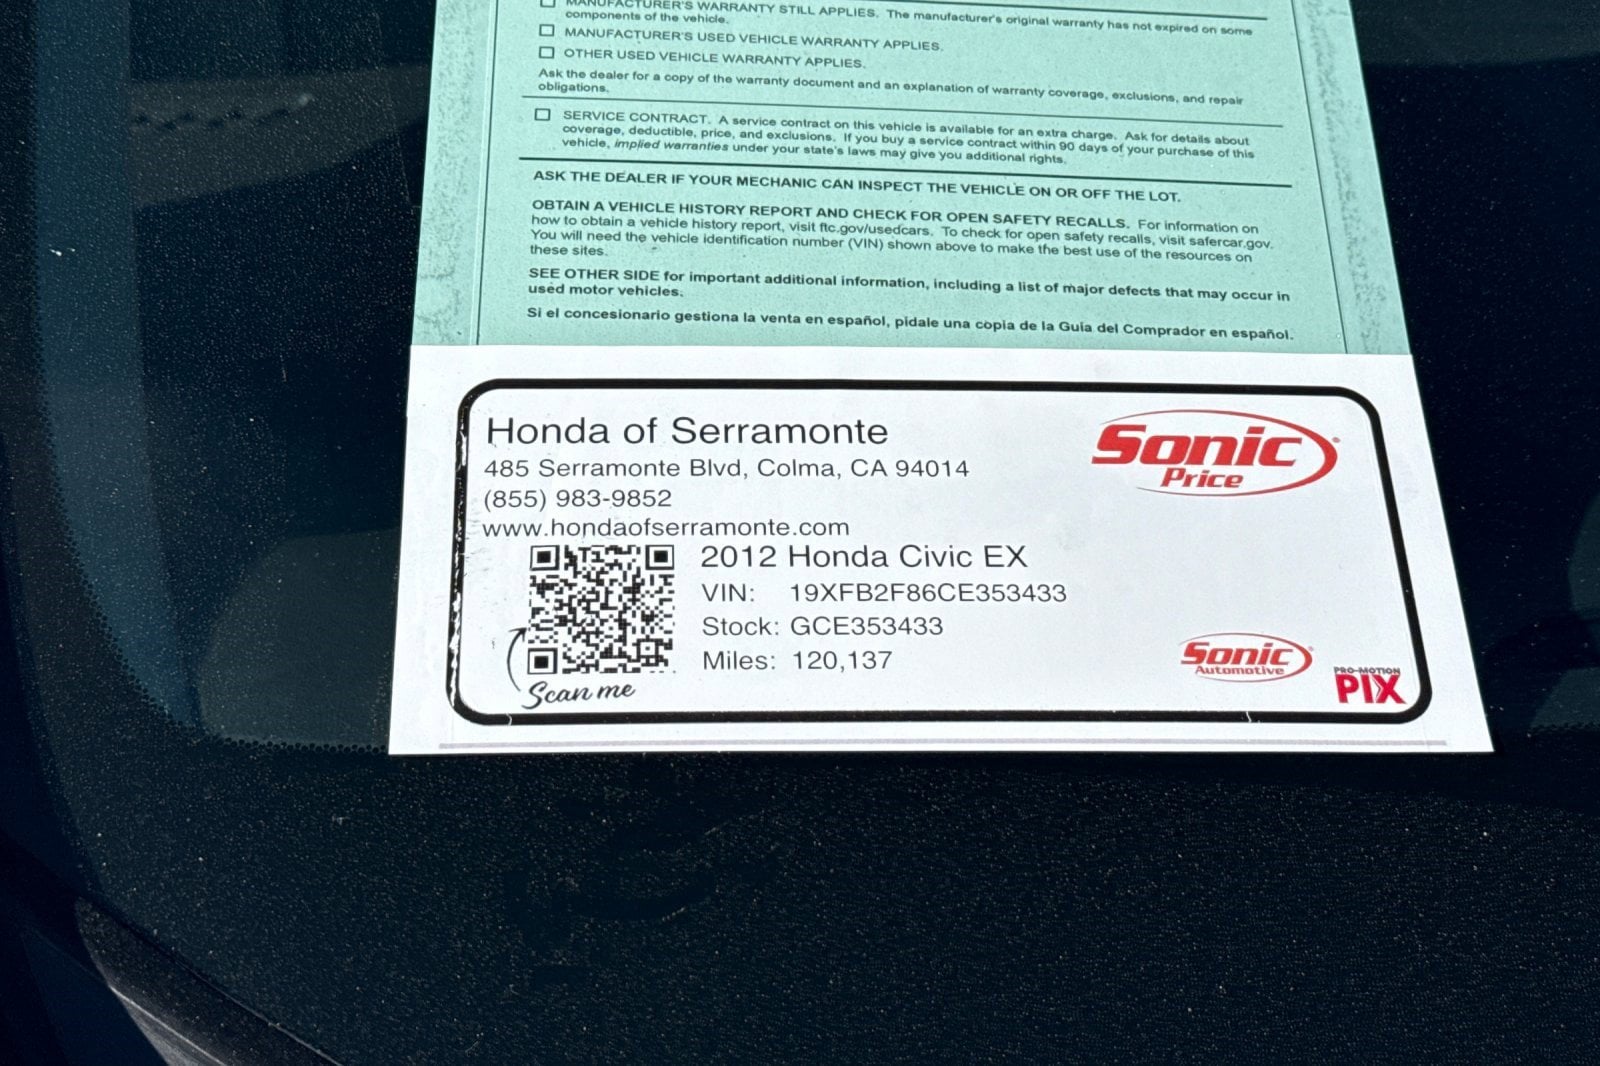 MANUFACTURER'S WARRANTY STILL APPLIES. The manufacturer's original warranty has not expired on some
components of the vehicle.
MANUFACTURER'S USED VEHICLE WARRANTY APPLIES.
OTHER USED VEHICLE WARRANTY APPLIES.
Ask the dealer for a copy of the warranty document and an explanation of warranty coverage, exclusions, and repair
obligations.
SERVICE CONTRACT. A service contract on this vehicle is available for an extra charge. Ask for details about
coverage, deductible, price, and exclusions. If you buy a service contract within 90 days of your purchase of this
vehicle, implied warranties under your state's laws may give you additional rights.
ASK THE DEALER IF YOUR MECHANIC CAN INSPECT THE VEHICLE ON OR OFF THE LOT.
OBTAIN A VEHICLE HISTORY REPORT AND CHECK FOR OPEN SAFETY RECALLS. For information on
how to obtain a vehicle history report, visit ftc.gov/usedcars. To check for open safety recalls, visit safercar.gov.
You will need the vehicle identification number (VIN) shown above to make the best use of the resources on
these sites.
SEE OTHER SIDE for important additional information, including a list of major defects that may occur in
used motor vehicles.
Si el concesionario gestiona la venta en español, pídale una copia de la Guía del Comprador en español.
Honda of Serramonte
485 Serramonte Blvd, Colma, CA 94014
(855) 983-9852
www.hondaofserramonte.com
Sonic
Price
2012 Honda Civic EX
VIN: 19XFB2F86CE353433
Stock: GCE353433
Miles: 120,137
Scan me
Sonic
Automotive
PRO-MOTION
PIX